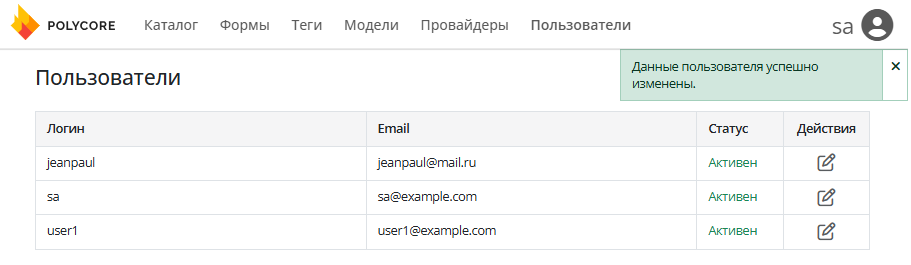 POLYCORE Каталог Формы Теги Модели Провайдеры Пользователи sa
Пользователи
Данные пользователя успешно
изменены.
Логин Email Статус Действия
jeanpaul jeanpaul@mail.ru Активен
sa sa@example.com Активен
user1 user1@example.com Активен